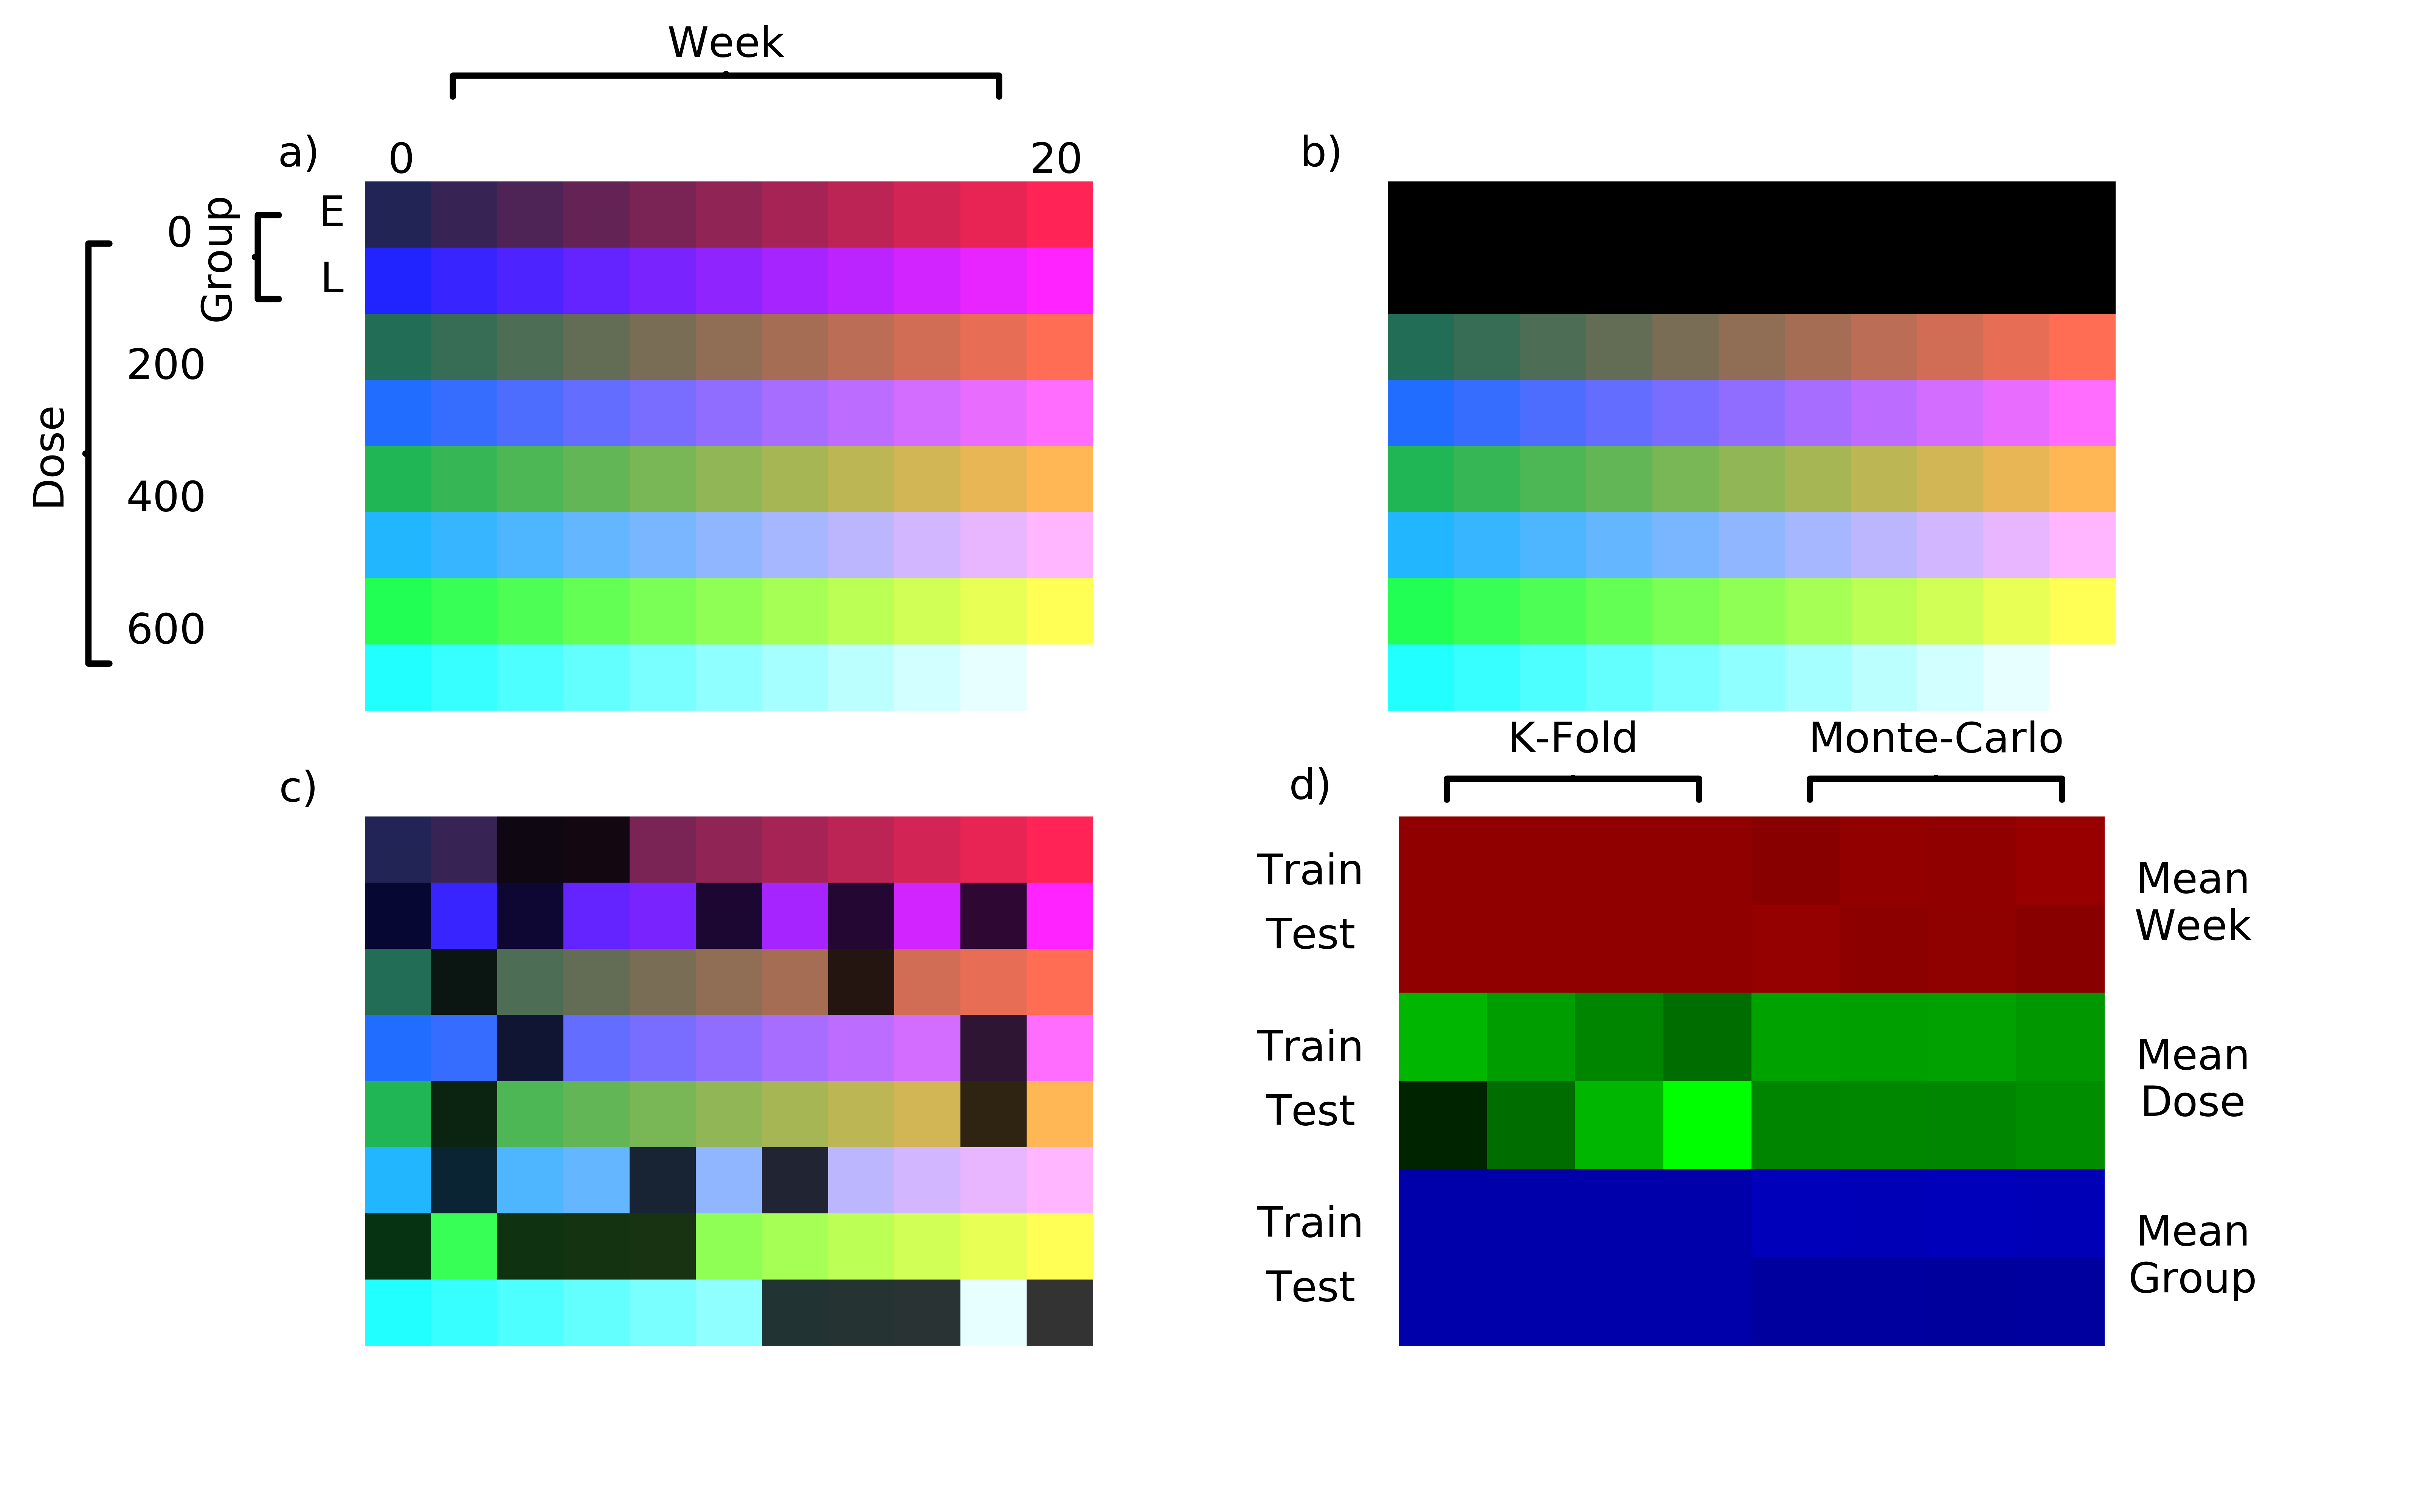 Week
a)
0
20
b)
Group
E
L
Dose
0
200
400
600
K-Fold
Monte-Carlo
c)
d)
Train
Test
Mean
Week
Train
Test
Mean
Dose
Train
Test
Mean
Group